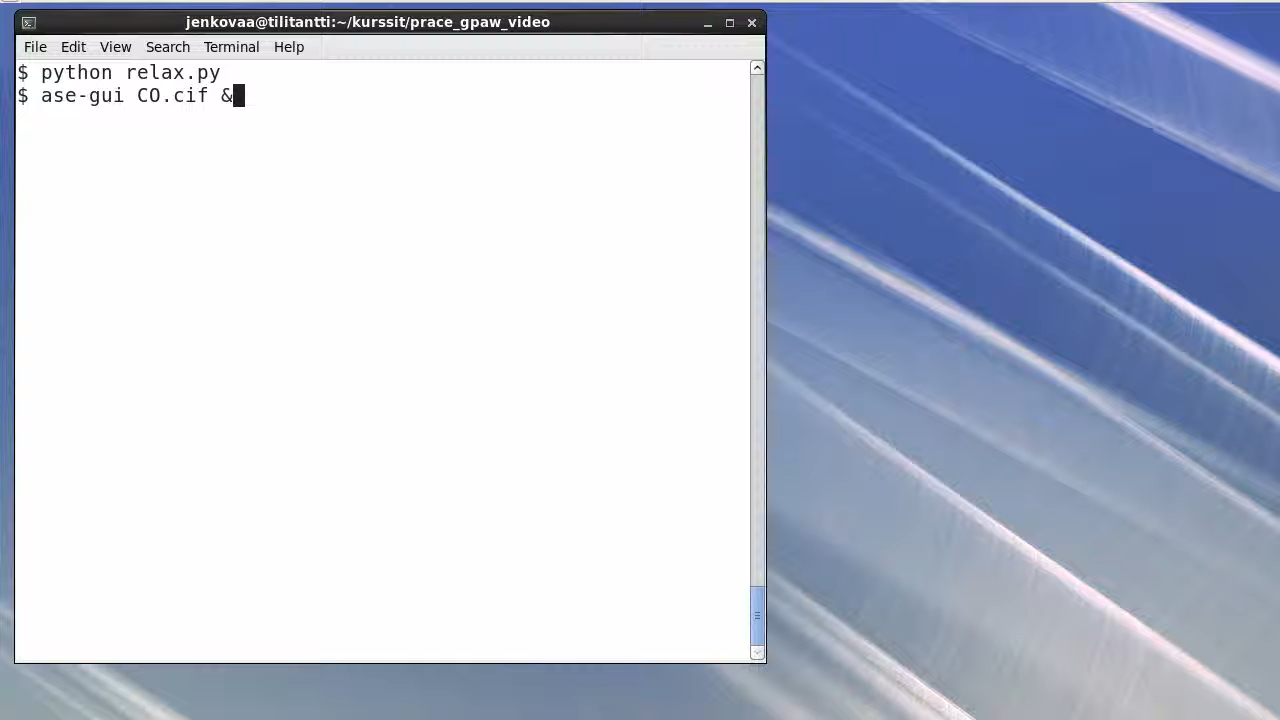 jenkovaa@tilitantti:~/kurssit/prace_gpaw_video
File Edit View Search Terminal Help
$ python relax.py
$ ase-gui CO.cif &